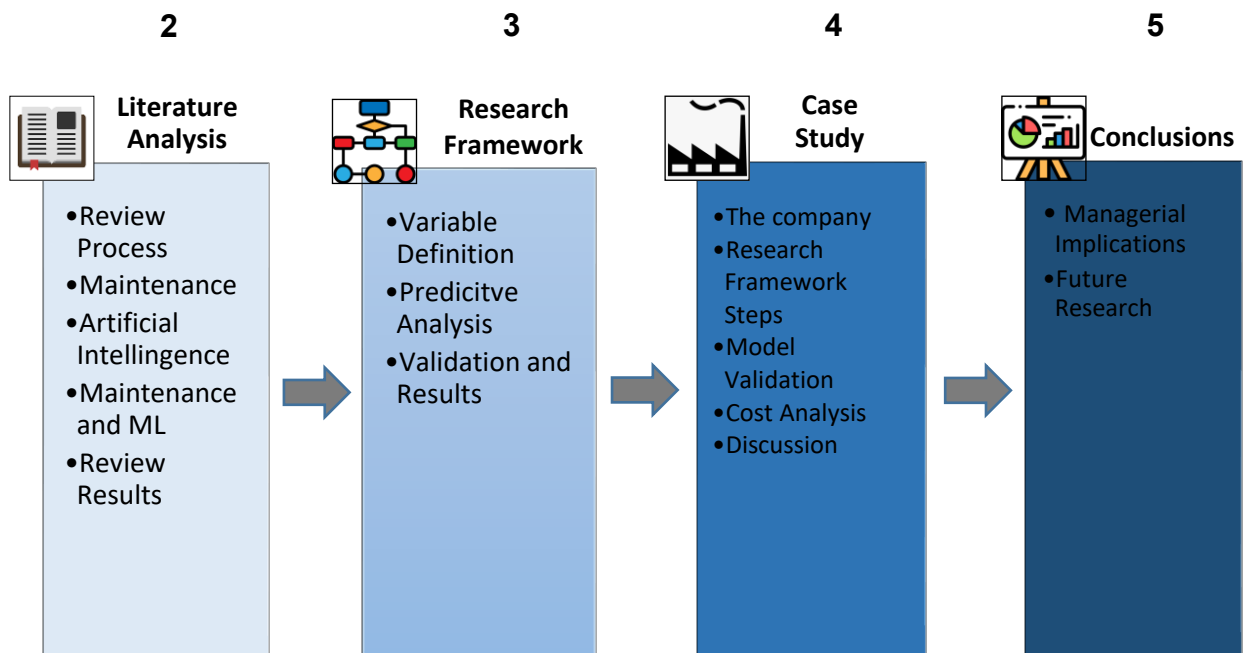 2
3
4
5
Literature
Analysis
•Review
Process
•Maintenance
•Artificial
Intellingence
•Maintenance
and ML
•Review
Results
Research
Framework
•Variable
Definition
•Predicitve
Analysis
•Validation and
Results
Case
Study
•The company
•Research
Framework
Steps
•Model
Validation
•Cost Analysis
•Discussion
Conclusions
• Managerial
Implications
•Future
Research